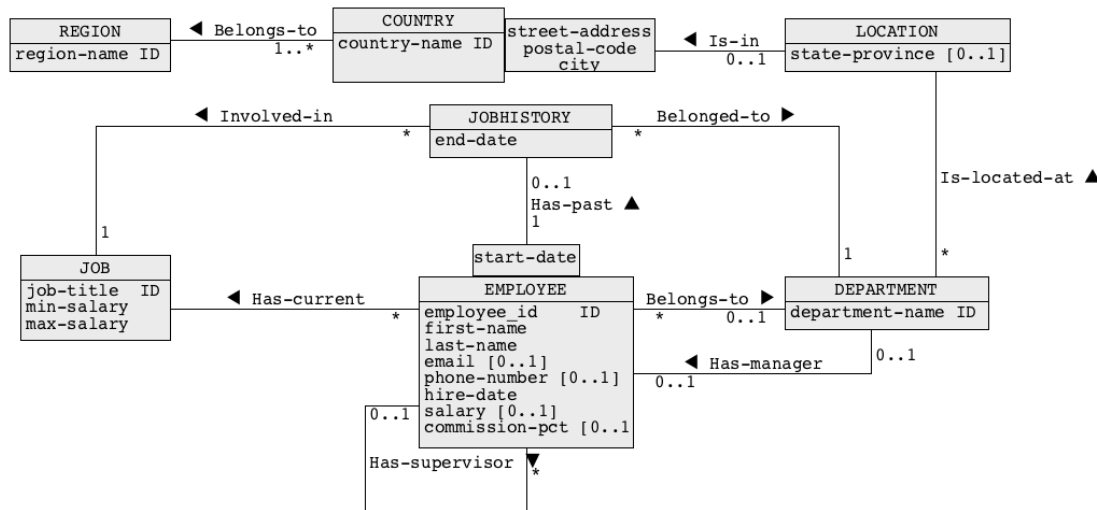 REGION
region-name ID
◀ Belongs-to
1..*
COUNTRY
country-name ID
street-address
postal-code
city
◀ Is-in
0..1
LOCATION
state-province [0..1]
◀ Involved-in
*
JOBHISTORY
end-date
Belonged-to ▶
*
0..1
Has-past ▲
1
Is-located-at ▲
1
start-date
1
*
JOB
job-title ID
min-salary
max-salary
◀ Has-current
*
EMPLOYEE
employee_id ID
first-name
last-name
email [0..1]
phone-number [0..1]
hire-date
salary [0..1]
commission-pct [0..1
Belongs-to ▶
*
0..1
DEPARTMENT
department-name ID
◀ Has-manager
0..1
0..1
0..1
Has-supervisor ▼
*